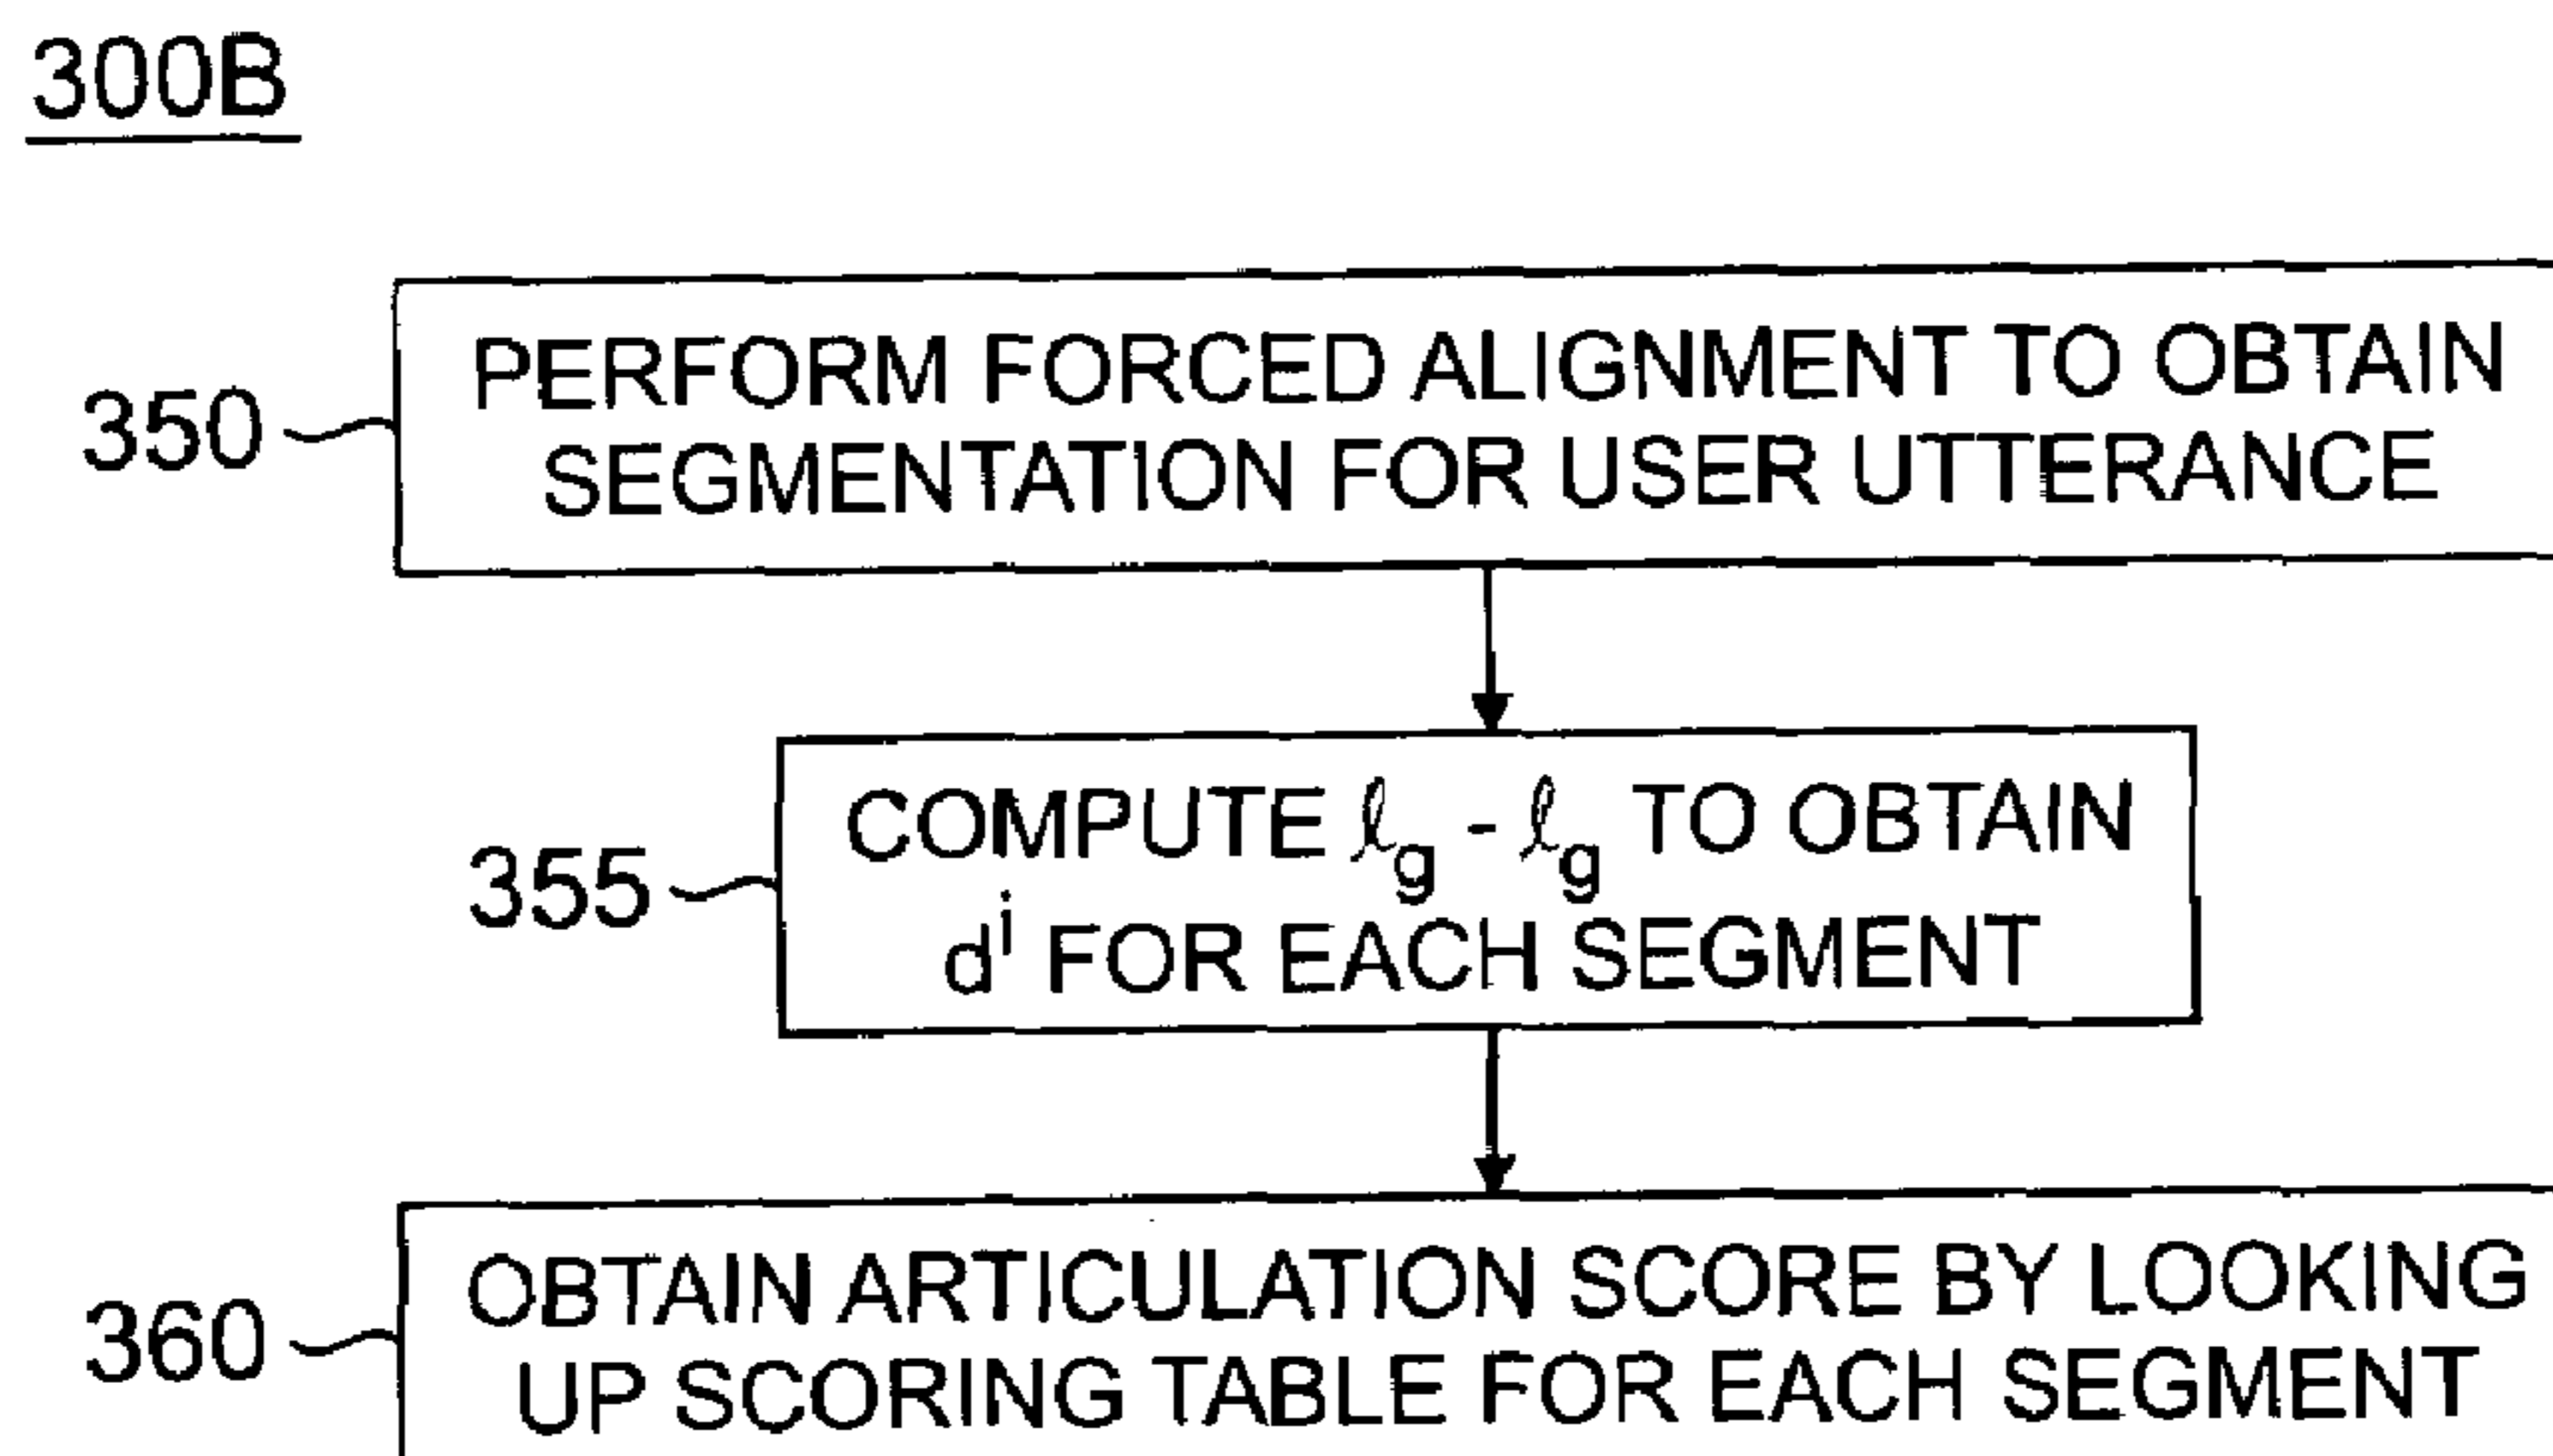 300B
350
PERFORM FORCED ALIGNMENT TO OBTAIN
SEGMENTATION FOR USER UTTERANCE
355
COMPUTE ℓg - ℓg TO OBTAIN
dⁱ FOR EACH SEGMENT
360
OBTAIN ARTICULATION SCORE BY LOOKING
UP SCORING TABLE FOR EACH SEGMENT